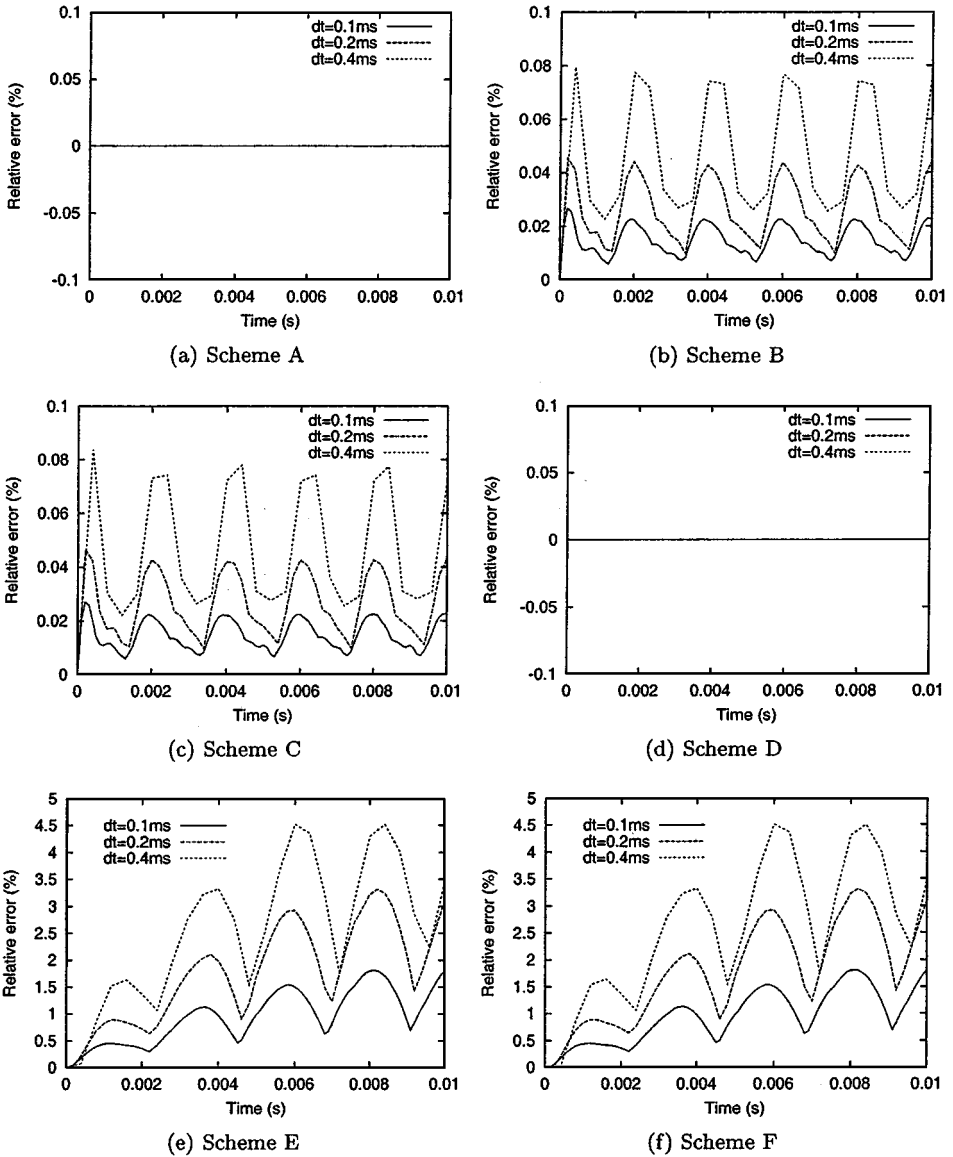 0.1
0.05
0
-0.05
-0.1
Relative error (%)
dt=0.1ms
dt=0.2ms
dt=0.4ms
0 0.002 0.004 0.006 0.008 0.01
Time (s)
(a) Scheme A
0.1
0.08
0.06
0.04
0.02
0
Relative error (%)
dt=0.1ms
dt=0.2ms
dt=0.4ms
0 0.002 0.004 0.006 0.008 0.01
Time (s)
(b) Scheme B
0.1
0.08
0.06
0.04
0.02
0
Relative error (%)
dt=0.1ms
dt=0.2ms
dt=0.4ms
0 0.002 0.004 0.006 0.008 0.01
Time (s)
(c) Scheme C
0.1
0.05
0
-0.05
-0.1
Relative error (%)
dt=0.1ms
dt=0.2ms
dt=0.4ms
0 0.002 0.004 0.006 0.008 0.01
Time (s)
(d) Scheme D
5
4.5
4
3.5
3
2.5
2
1.5
1
0.5
0
Relative error (%)
dt=0.1ms
dt=0.2ms
dt=0.4ms
0 0.002 0.004 0.006 0.008 0.01
Time (s)
(e) Scheme E
5
4.5
4
3.5
3
2.5
2
1.5
1
0.5
0
Relative error (%)
dt=0.1ms
dt=0.2ms
dt=0.4ms
0 0.002 0.004 0.006 0.008 0.01
Time (s)
(f) Scheme F